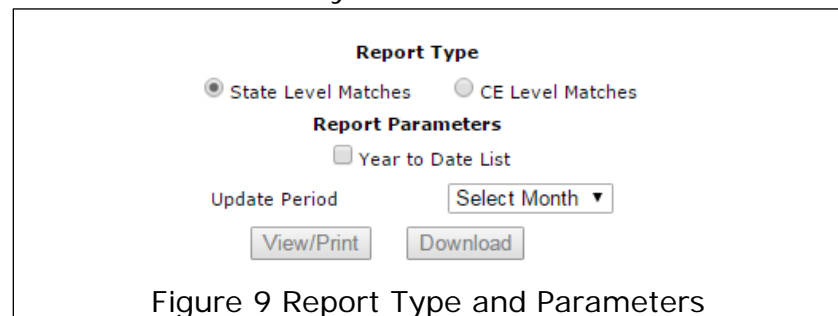 Report Type
State Level Matches CE Level Matches
Report Parameters
Year to Date List
Update Period Select Month
View/Print Download
Figure 9 Report Type and Parameters